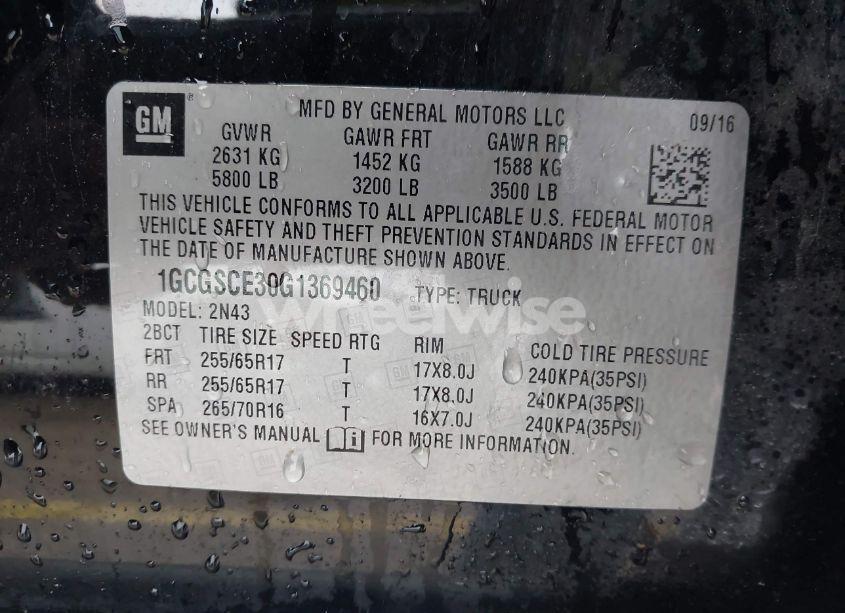 GM ®
MFD BY GENERAL MOTORS LLC 09/16
GVWR GAWR FRT GAWR RR
2631 KG 1452 KG 1588 KG
5800 LB 3200 LB 3500 LB
THIS VEHICLE CONFORMS TO ALL APPLICABLE U.S. FEDERAL MOTOR
VEHICLE SAFETY AND THEFT PREVENTION STANDARDS IN EFFECT ON
THE DATE OF MANUFACTURE SHOWN ABOVE.
1GCGSCE30G1369460 TYPE: TRUCK
MODEL: 2N43
wheelwise
2BCT TIRE SIZE SPEED RTG RIM COLD TIRE PRESSURE
FRT 255/65R17 T 17X8.0J 240KPA(35PSI)
RR 255/65R17 T 17X8.0J 240KPA(35PSI)
SPA 265/70R16 T 16X7.0J 240KPA(35PSI)
SEE OWNER'S MANUAL FOR MORE INFORMATION.